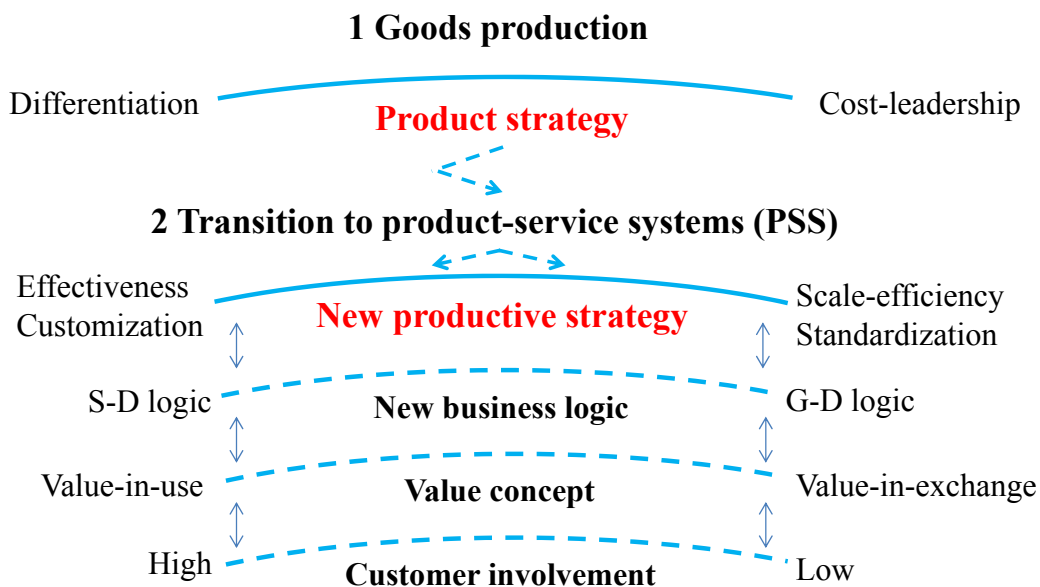 1 Goods production
Differentiation
Cost-leadership
Product strategy
2 Transition to product-service systems (PSS)
Effectiveness
Customization
New productive strategy
Scale-efficiency
Standardization
S-D logic
New business logic
G-D logic
Value-in-use
Value concept
Value-in-exchange
High
Customer involvement
Low